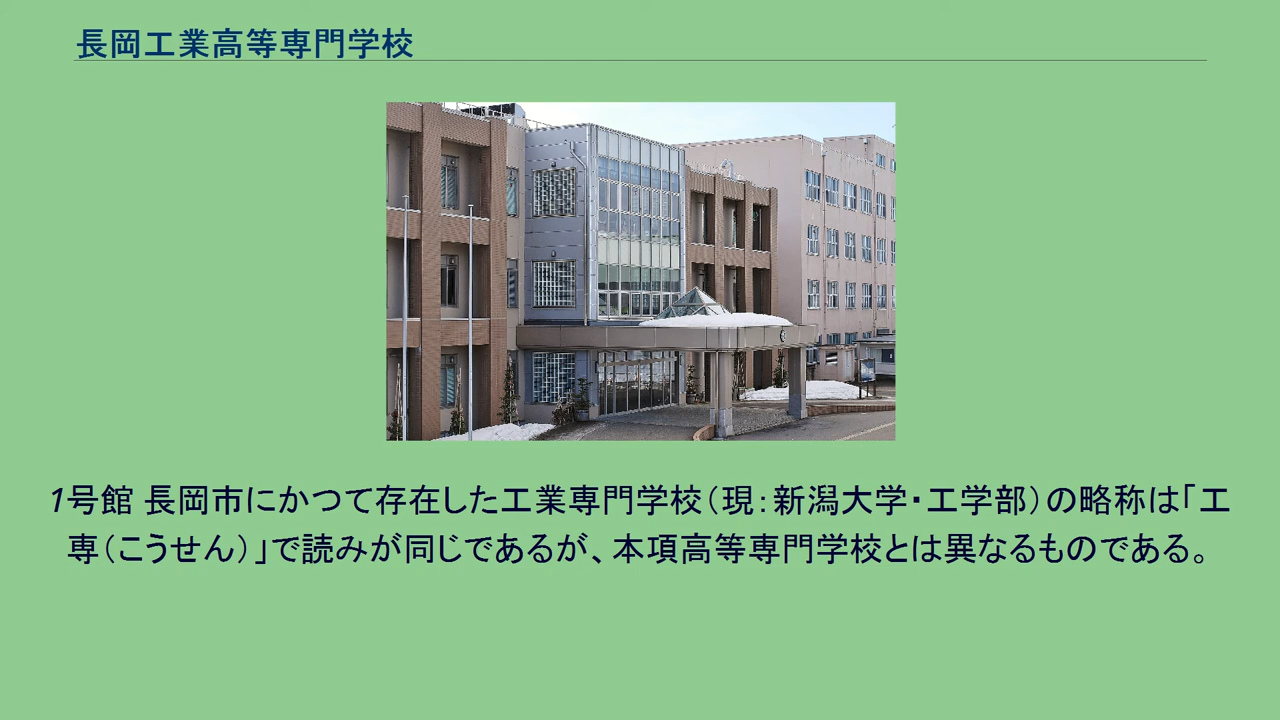 長岡工業高等専門学校
1号館 長岡市にかつて存在した工業専門学校（現：新潟大学・工学部）の略称は「工
専（こうせん）」で読みが同じであるが、本項高等専門学校とは異なるものである。